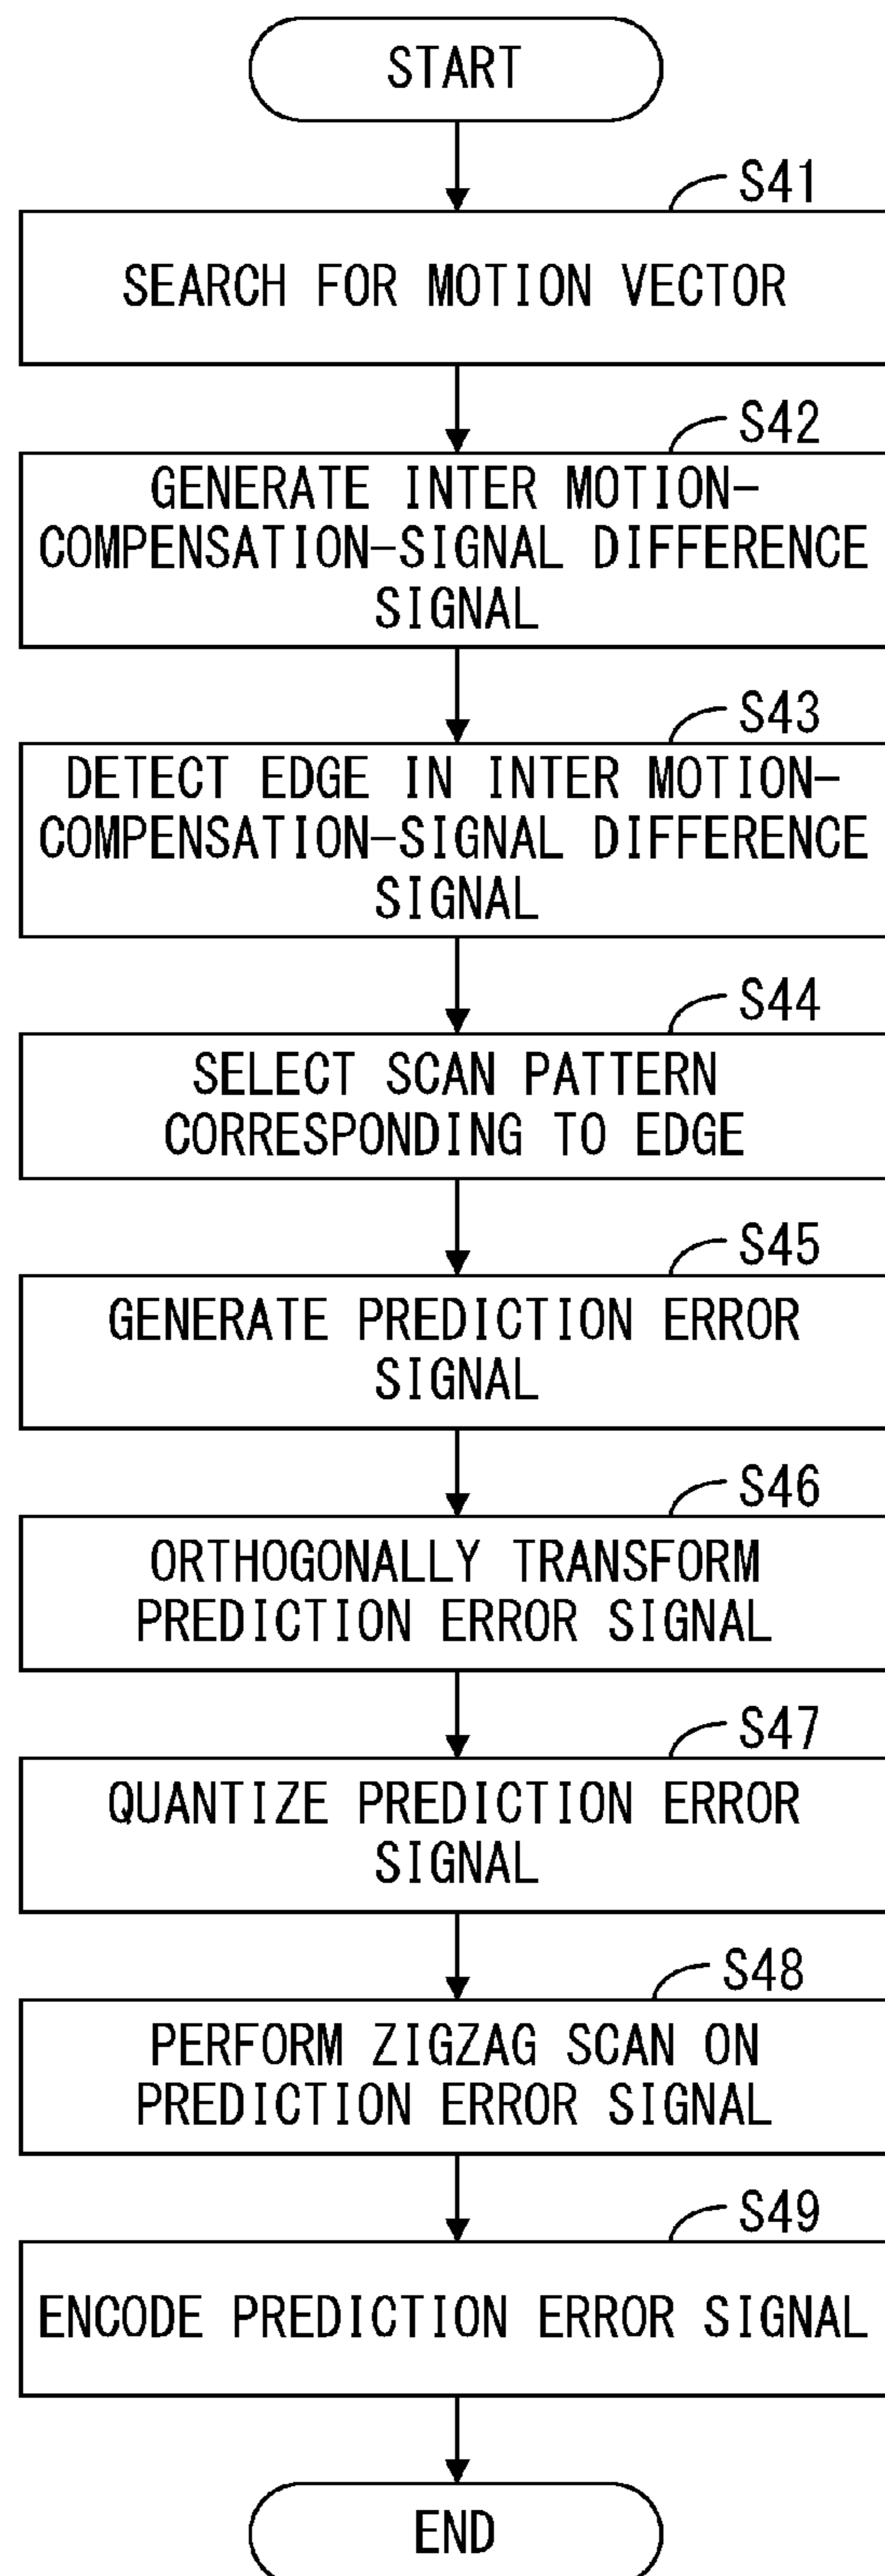 START
S41
SEARCH FOR MOTION VECTOR
S42
GENERATE INTER MOTION-
COMPENSATION-SIGNAL DIFFERENCE
SIGNAL
S43
DETECT EDGE IN INTER MOTION-
COMPENSATION-SIGNAL DIFFERENCE
SIGNAL
S44
SELECT SCAN PATTERN
CORRESPONDING TO EDGE
S45
GENERATE PREDICTION ERROR
SIGNAL
S46
ORTHOGONALLY TRANSFORM
PREDICTION ERROR SIGNAL
S47
QUANTIZE PREDICTION ERROR
SIGNAL
S48
PERFORM ZIGZAG SCAN ON
PREDICTION ERROR SIGNAL
S49
ENCODE PREDICTION ERROR SIGNAL
END